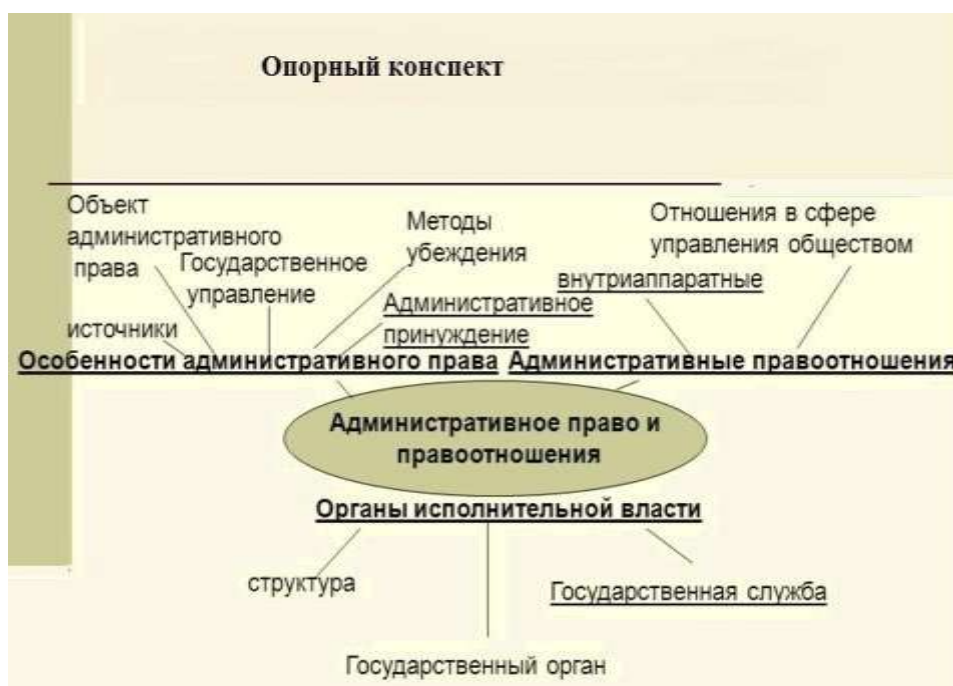 Опорный конспект
Объект
административного
права
Государственное
управление
источники
Методы
убеждения
Административное
принуждение
Отношения в сфере
управления обществом
внутриаппаратные
Особенности административного права
Административные правоотношения
Административное право и
правоотношения
Органы исполнительной власти
структура
Государственный орган
Государственная служба